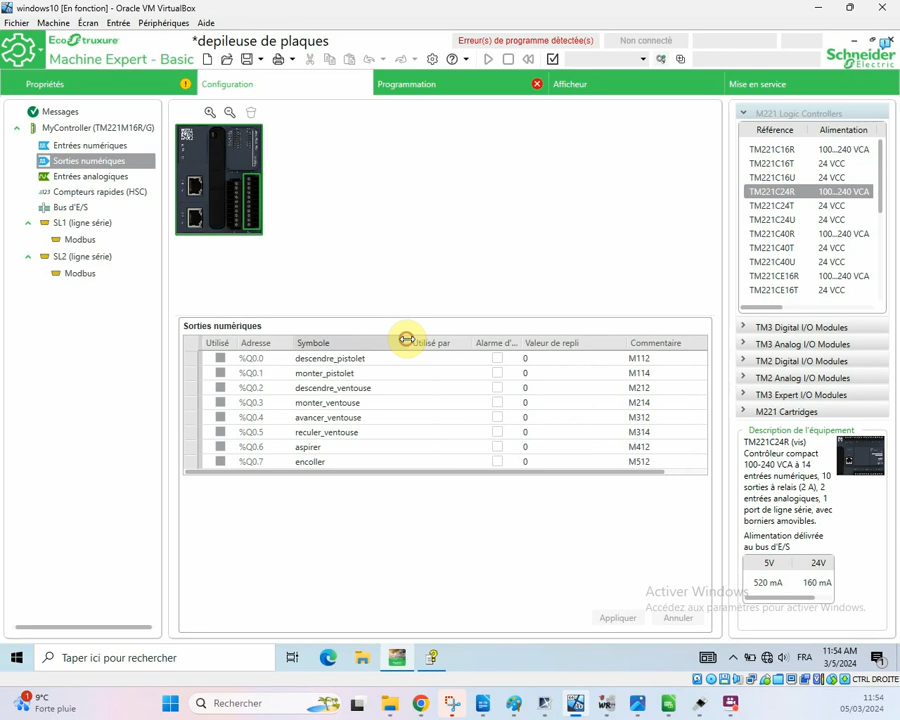 windows10 [En fonction] - Oracle VM VirtualBox
Fichier Machine Écran Entrée Périphériques Aide
EcoStruxure
Machine Expert - Basic
*depileuse de plaques
Erreur(s) de programme détectée(s)
Non connecté
Schneider
Electric
Propriétés
Configuration
Programmation
Afficheur
Mise en service
Messages
MyController (TM221M16R/G)
Entrées numériques
Sorties numériques
Entrées analogiques
Compteurs rapides (HSC)
Bus d'E/S
SL1 (ligne série)
Modbus
SL2 (ligne série)
Modbus
Sorties numériques
Utilisé Adresse Symbole Utilisé par Alarme d'... Valeur de repli Commentaire
%Q0.0 descendre_pistolet 0 M112
%Q0.1 monter_pistolet 0 M114
%Q0.2 descendre_ventouse 0 M212
%Q0.3 monter_ventouse 0 M214
%Q0.4 avancer_ventouse 0 M312
%Q0.5 reculer_ventouse 0 M314
%Q0.6 aspirer 0 M412
%Q0.7 encoller 0 M512
Appliquer Annuler
M221 Logic Controllers
Référence Alimentation
TM221C16R 100...240 VCA
TM221C16T 24 VCC
TM221C16U 24 VCC
TM221C24R 100...240 VCA
TM221C24T 24 VCC
TM221C24U 24 VCC
TM221C40R 100...240 VCA
TM221C40T 24 VCC
TM221C40U 24 VCC
TM221CE16R 100...240 VCA
TM221CE16T 24 VCC
TM3 Digital I/O Modules
TM3 Analog I/O Modules
TM2 Digital I/O Modules
TM2 Analog I/O Modules
TM3 Expert I/O Modules
M221 Cartridges
Description de l'équipement
TM221C24R (vis)
Contrôleur compact
100-240 VCA à 14
entrées numériques, 10
sorties à relais (2 A), 2
entrées analogiques, 1
port de ligne série, avec
borniers amovibles.
Alimentation délivrée
au bus d'E/S
5V 24V
520 mA 160 mA
Activer Windows
Accédez aux paramètres pour activer Windows.
Taper ici pour rechercher
FRA
11:54 AM
3/5/2024
CTRL DROITE
9°C
Forte pluie
Rechercher
11:54
05/03/2024